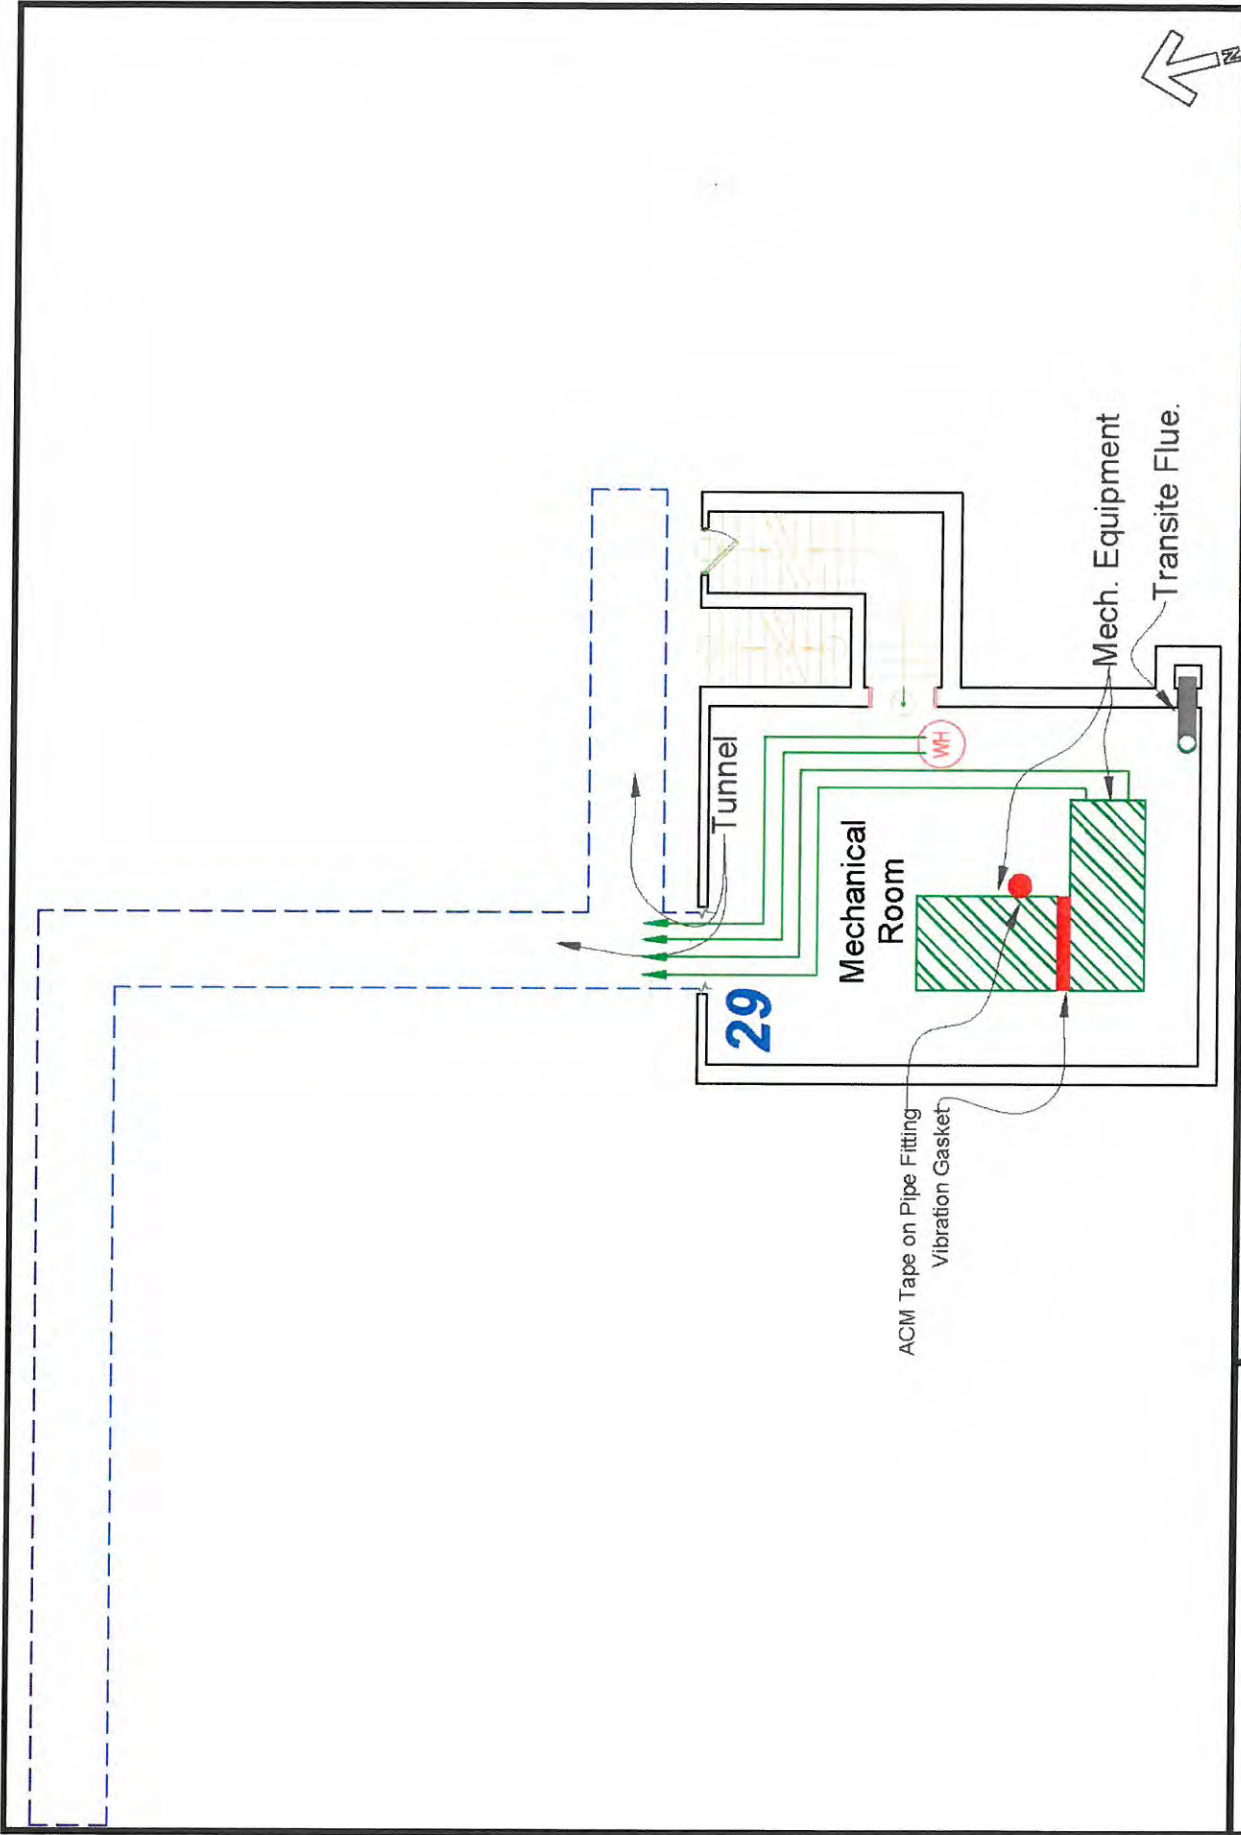 N
Tunnel
29
WH
Mechanical
Room
Mech. Equipment
Transite Flue.
ACM Tape on Pipe Fitting
Vibration Gasket